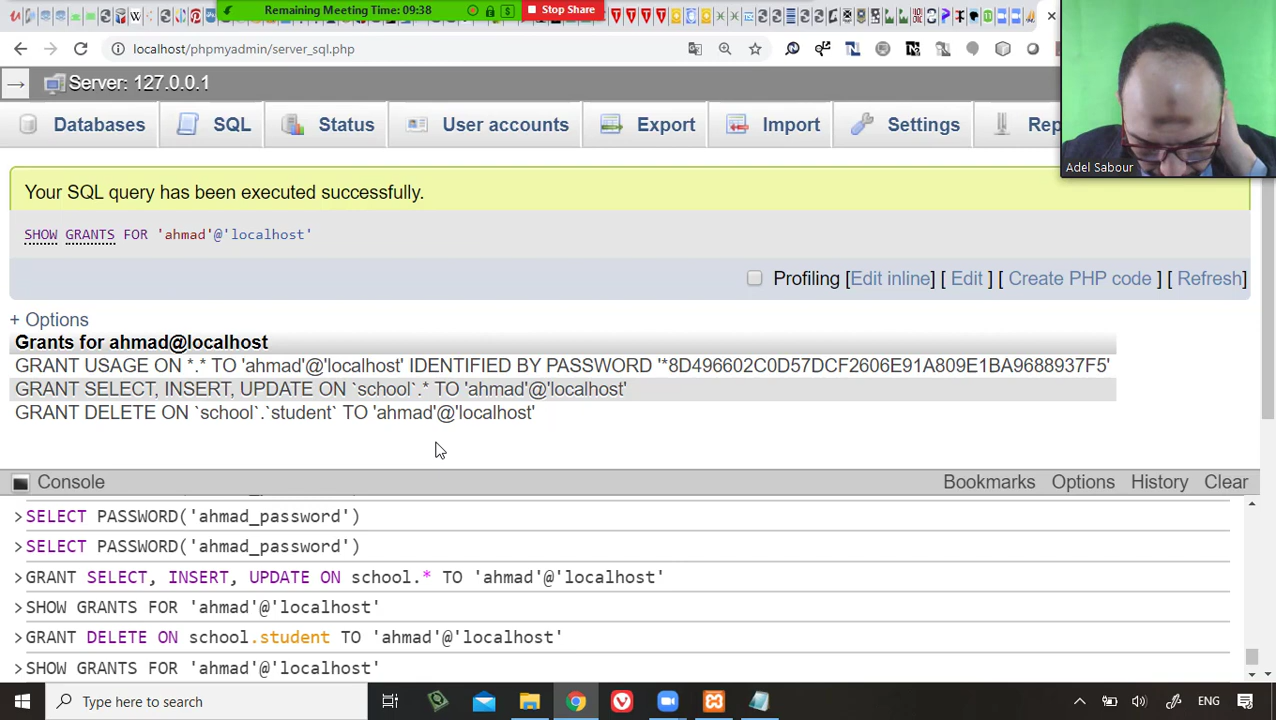 Remaining Meeting Time: 09:38
Stop Share
localhost/phpmyadmin/server_sql.php
Server: 127.0.0.1
Databases
SQL
Status
User accounts
Export
Import
Settings
Rep
Adel Sabour
Your SQL query has been executed successfully.
SHOW GRANTS FOR 'ahmad'@'localhost'
Profiling [Edit inline] [ Edit ] [ Create PHP code ] [ Refresh]
+ Options
Grants for ahmad@localhost
GRANT USAGE ON *.* TO 'ahmad'@'localhost' IDENTIFIED BY PASSWORD '*8D496602C0D57DCF2606E91A809E1BA9688937F5'
GRANT SELECT, INSERT, UPDATE ON `school`.* TO 'ahmad'@'localhost'
GRANT DELETE ON `school`.`student` TO 'ahmad'@'localhost'
Console
Bookmarks Options History Clear
>SELECT PASSWORD('ahmad_password')
>SELECT PASSWORD('ahmad_password')
>GRANT SELECT, INSERT, UPDATE ON school.* TO 'ahmad'@'localhost'
>SHOW GRANTS FOR 'ahmad'@'localhost'
>GRANT DELETE ON school.student TO 'ahmad'@'localhost'
>SHOW GRANTS FOR 'ahmad'@'localhost'
Type here to search
ENG